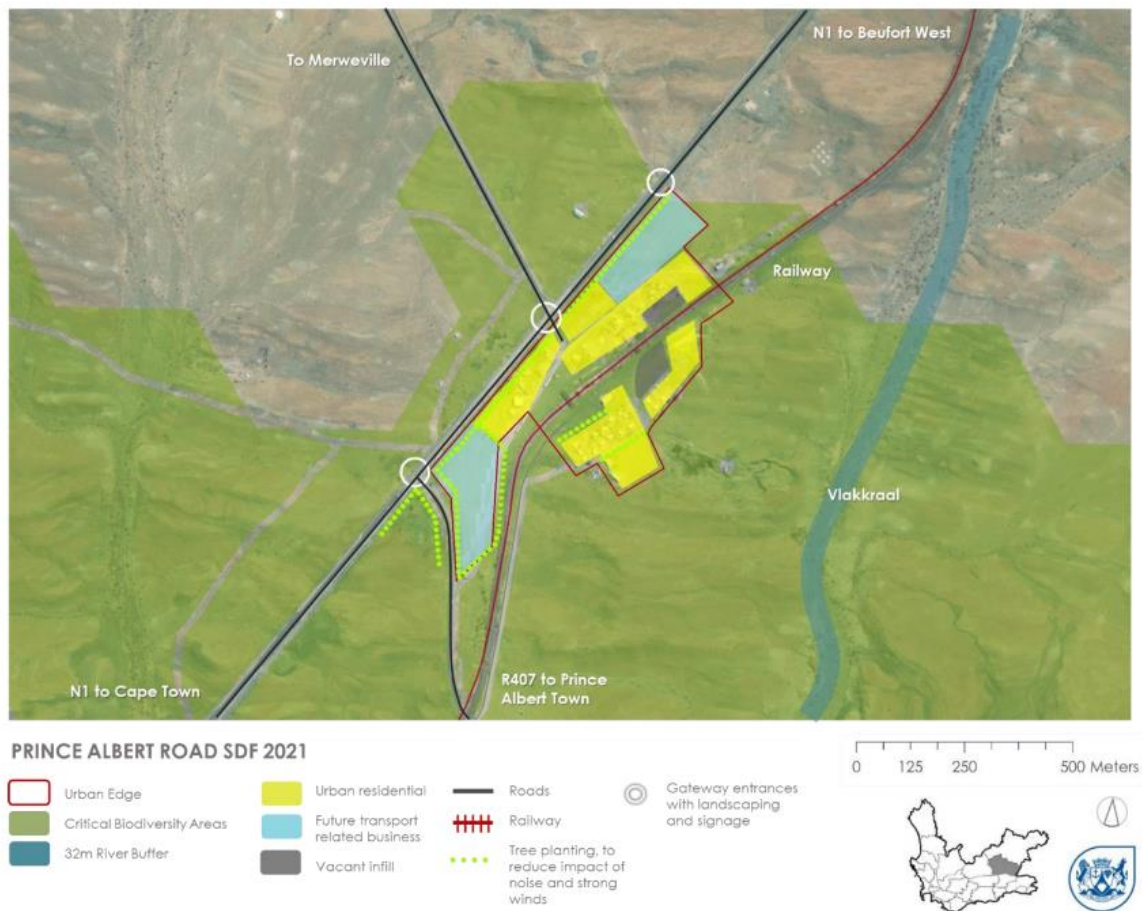 N1 to Beufort West
To Merweville
Railway
Vlakkraal
N1 to Cape Town
R407 to Prince
Albert Town
PRINCE ALBERT ROAD SDF 2021
0 125 250 500 Meters
Urban Edge
Critical Biodiversity Areas
32m River Buffer
Urban residential
Future transport
related business
Vacant infill
Roads
Railway
Tree planting, to
reduce impact of
noise and strong
winds
Gateway entrances
with landscaping
and signage